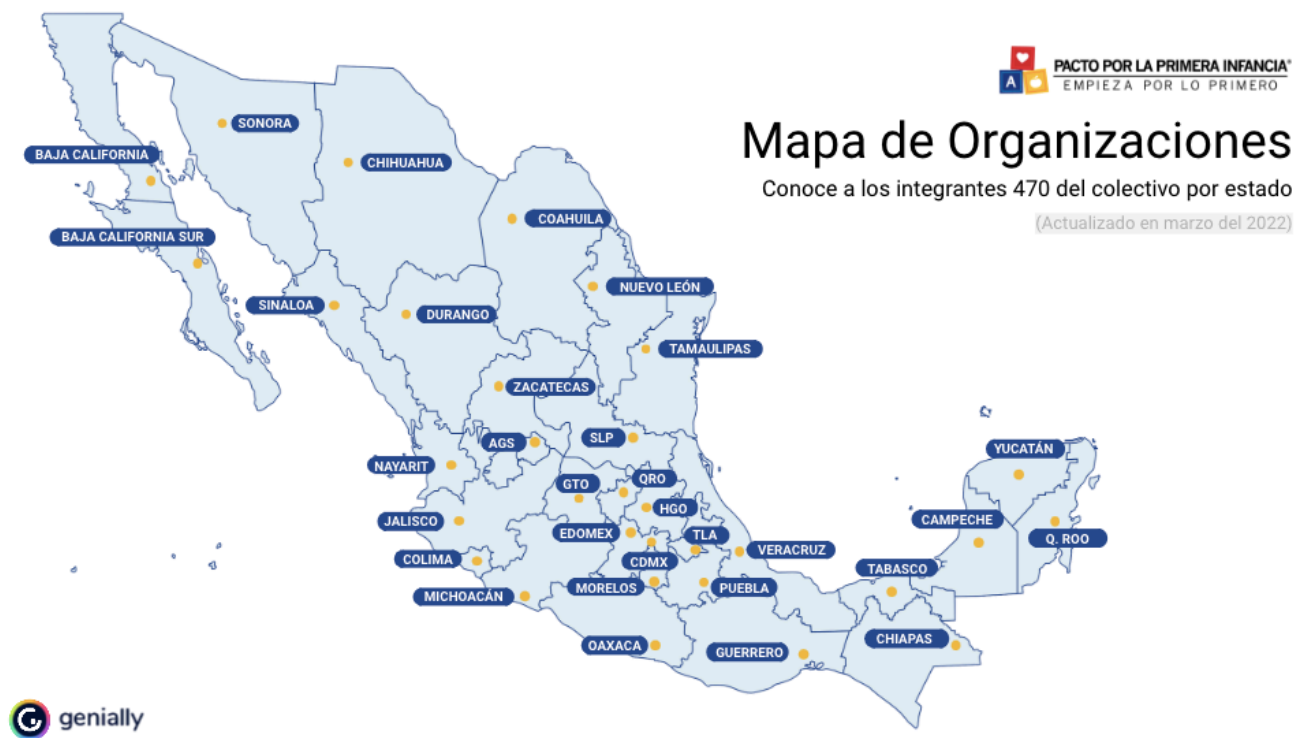 PACTO POR LA PRIMERA INFANCIA®
A
EMPIEZA POR LO PRIMERO
Mapa de Organizaciones
Conoce a los integrantes 470 del colectivo por estado
(Actualizado en marzo del 2022)
SONORA
BAJA CALIFORNIA
CHIHUAHUA
COAHUILA
BAJA CALIFORNIA SUR
NUEVO LEÓN
SINALOA
DURANGO
TAMAULIPAS
ZACATECAS
AGS
SLP
YUCATÁN
NAYARIT
QRO
GTO
HGO
JALISCO
CAMPECHE
EDOMEX
TLA
Q. ROO
COLIMA
CDMX
VERACRUZ
TABASCO
MORELOS
PUEBLA
MICHOACÁN
OAXACA
GUERRERO
CHIAPAS
genially